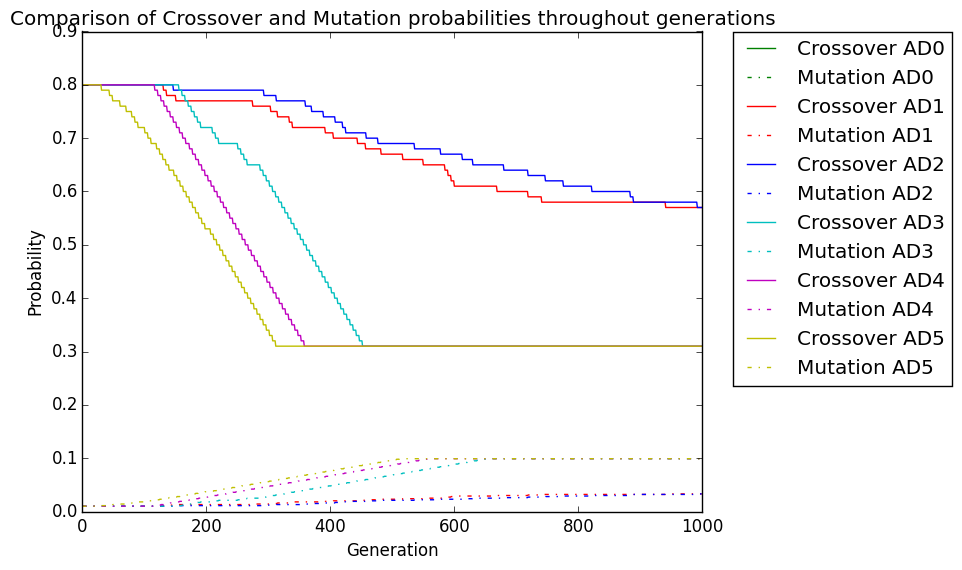 Comparison of Crossover and Mutation probabilities throughout generations
0.9
0.8
0.7
0.6
0.5
0.4
0.3
0.2
0.1
0.0
Probability
0 200 400 600 800 1000
Generation
Crossover AD0
Mutation AD0
Crossover AD1
Mutation AD1
Crossover AD2
Mutation AD2
Crossover AD3
Mutation AD3
Crossover AD4
Mutation AD4
Crossover AD5
Mutation AD5